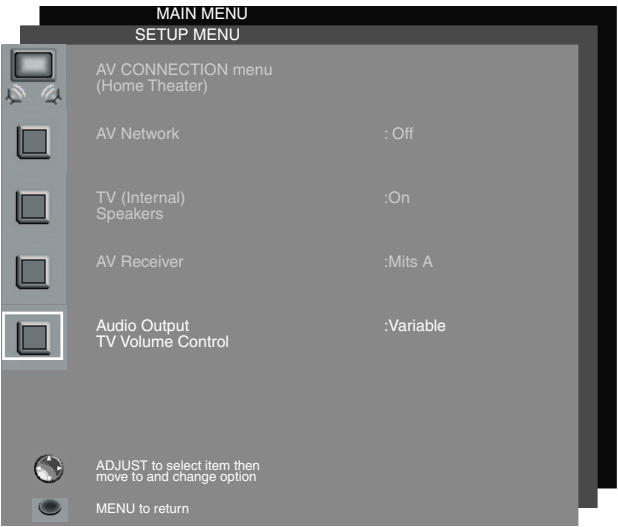 MAIN MENU
SETUP MENU
AV CONNECTION menu
(Home Theater)
AV Network : Off
TV (Internal) :On
Speakers
AV Receiver :Mits A
Audio Output :Variable
TV Volume Control
ADJUST to select item then
move to and change option
MENU to return